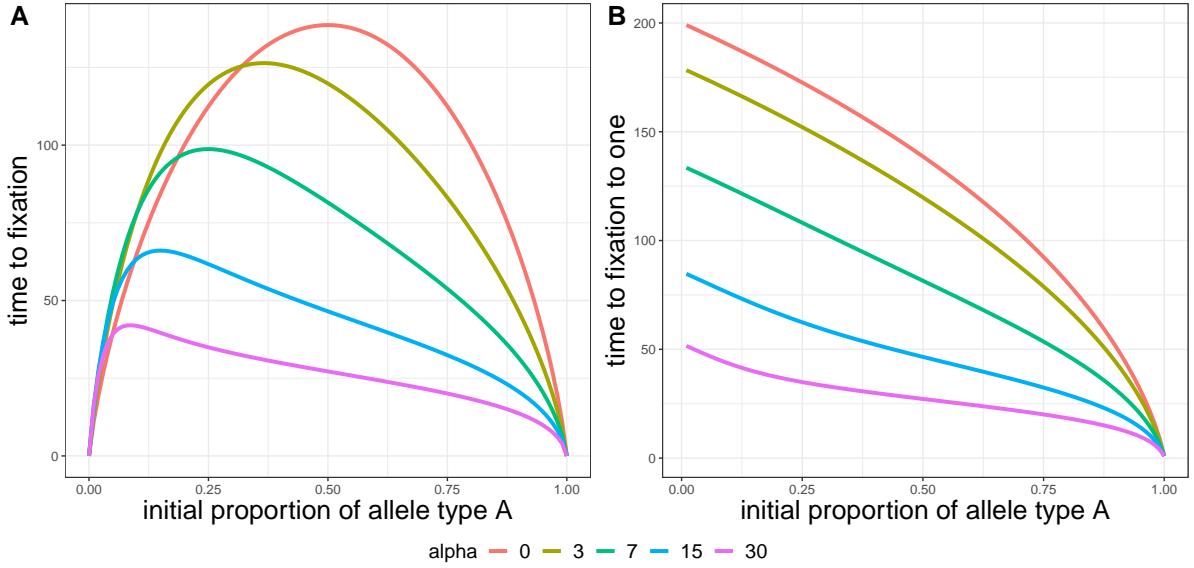 A
time to fixation
100
50
0
0.00 0.25 0.50 0.75 1.00
initial proportion of allele type A
B
time to fixation to one
200
150
100
50
0
0.00 0.25 0.50 0.75 1.00
initial proportion of allele type A
alpha 0 3 7 15 30